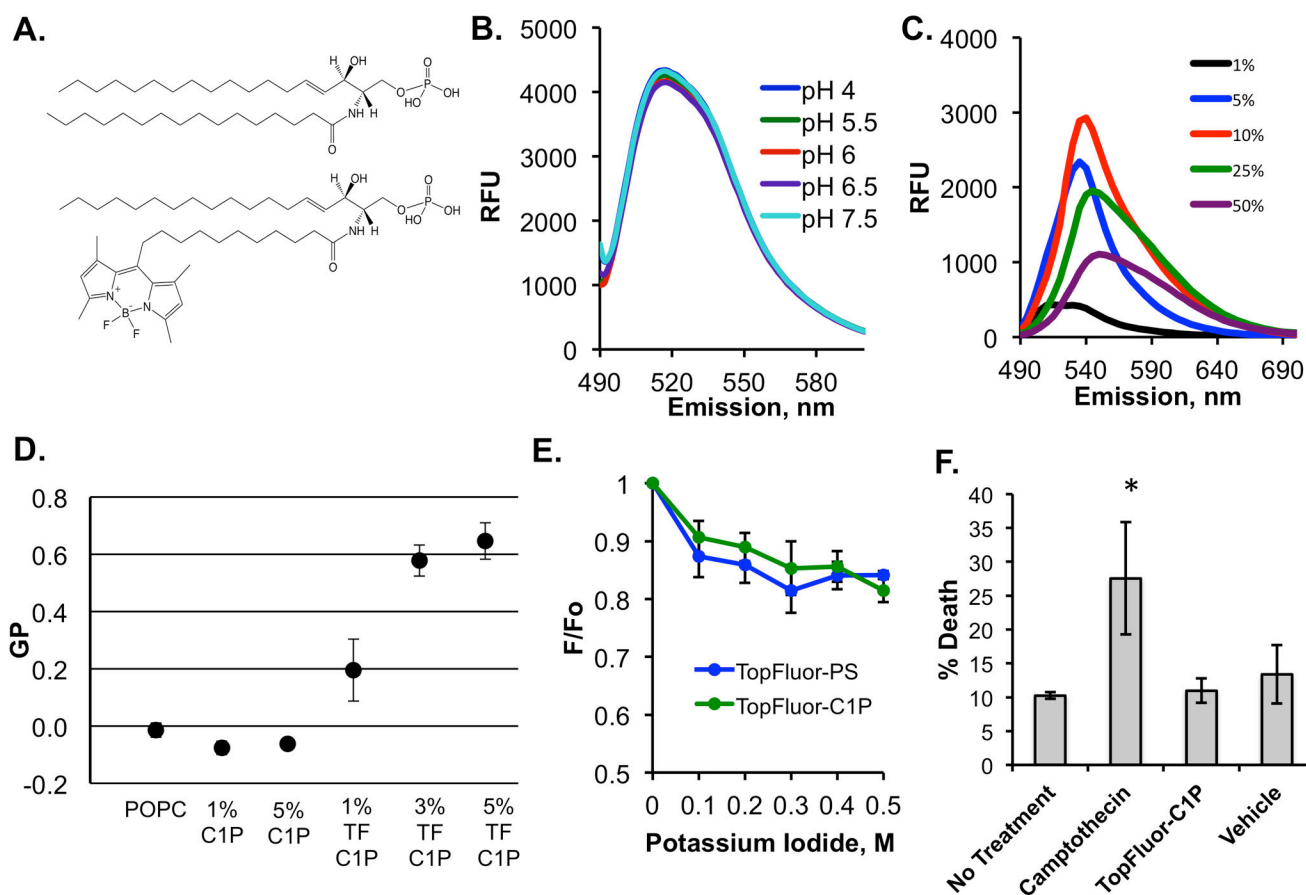 A.
H OH
O
O P OH
HO
NH H
O
H OH
O
O P OH
HO
NH H
O
N+
B-
N
F
F
B.
5000
4000
3000
2000
1000
0
RFU
490 520 550 580
Emission, nm
pH 4
pH 5.5
pH 6
pH 6.5
pH 7.5
C.
4000
3000
2000
1000
0
RFU
490 540 590 640 690
Emission, nm
1%
5%
10%
25%
50%
D.
0.8
0.6
0.4
0.2
0.0
-0.2
GP
POPC 1% 5% 1% 3% 5%
C1P C1P TF TF TF
C1P C1P C1P
E.
1
0.9
0.8
0.7
0.6
0.5
F/Fo
TopFluor-PS
TopFluor-C1P
0 0.1 0.2 0.3 0.4 0.5
Potassium Iodide, M
F.
40
35
30
25
20
15
10
5
0
% Death
*
No Treatment
Camptothecin
TopFluor-C1P
Vehicle